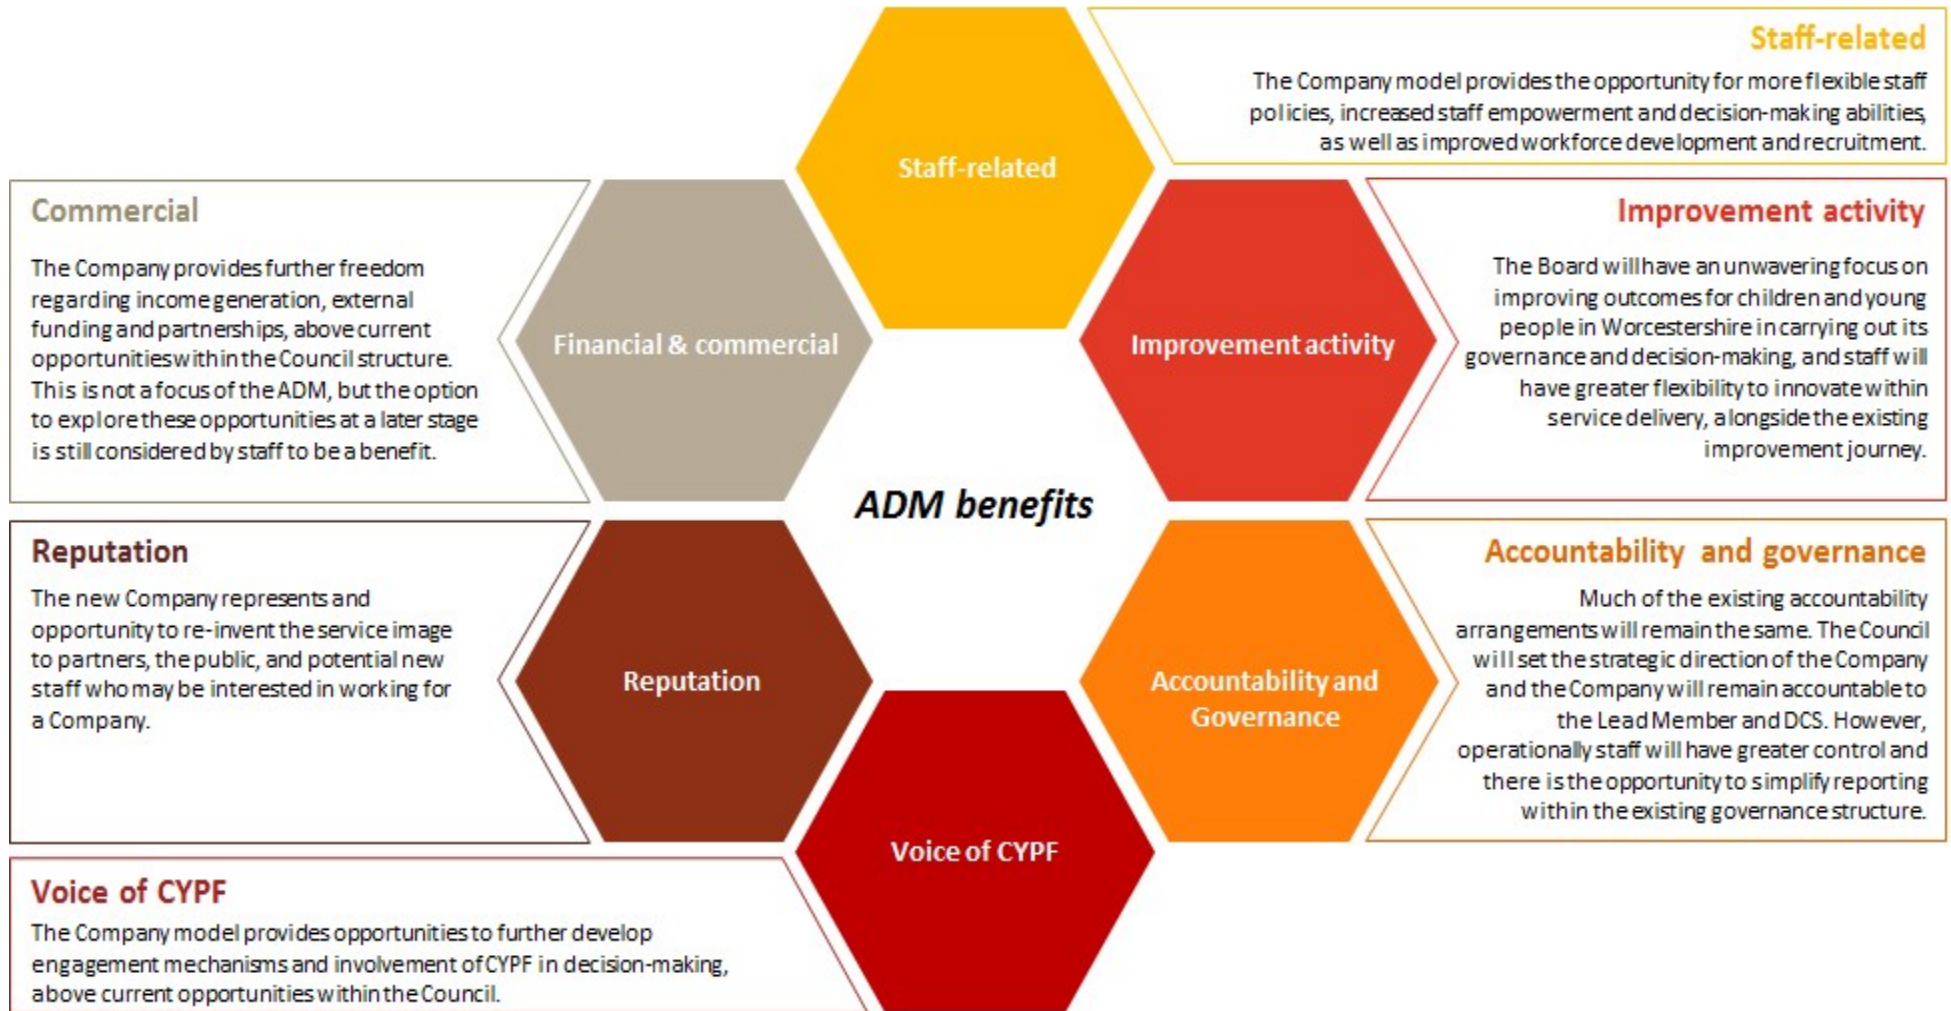 Staff-related
Staff-related
The Company model provides the opportunity for more flexible staff
policies, increased staff empowerment and decision-making abilities,
as well as improved workforce development and recruitment.
Commercial
The Company provides further freedom
regarding income generation, external
funding and partnerships, above current
opportunities within the Council structure.
This is not a focus of the ADM, but the option
to explore these opportunities at a later stage
is still considered by staff to be a benefit.
Financial & commercial
Improvement activity
Improvement activity
The Board will have an unwavering focus on
improving outcomes for children and young
people in Worcestershire in carrying out its
governance and decision-making, and staff will
have greater flexibility to innovate within
service delivery, alongside the existing
improvement journey.
ADM benefits
Reputation
The new Company represents and
opportunity to re-invent the service image
to partners, the public, and potential new
staff who may be interested in working for
a Company.
Reputation
Accountability and
Governance
Accountability and governance
Much of the existing accountability
arrangements will remain the same. The Council
will set the strategic direction of the Company
and the Company will remain accountable to
the Lead Member and DCS. However,
operationally staff will have greater control and
there is the opportunity to simplify reporting
within the existing governance structure.
Voice of CYPF
Voice of CYPF
The Company model provides opportunities to further develop
engagement mechanisms and involvement of CYPF in decision-making,
above current opportunities within the Council.